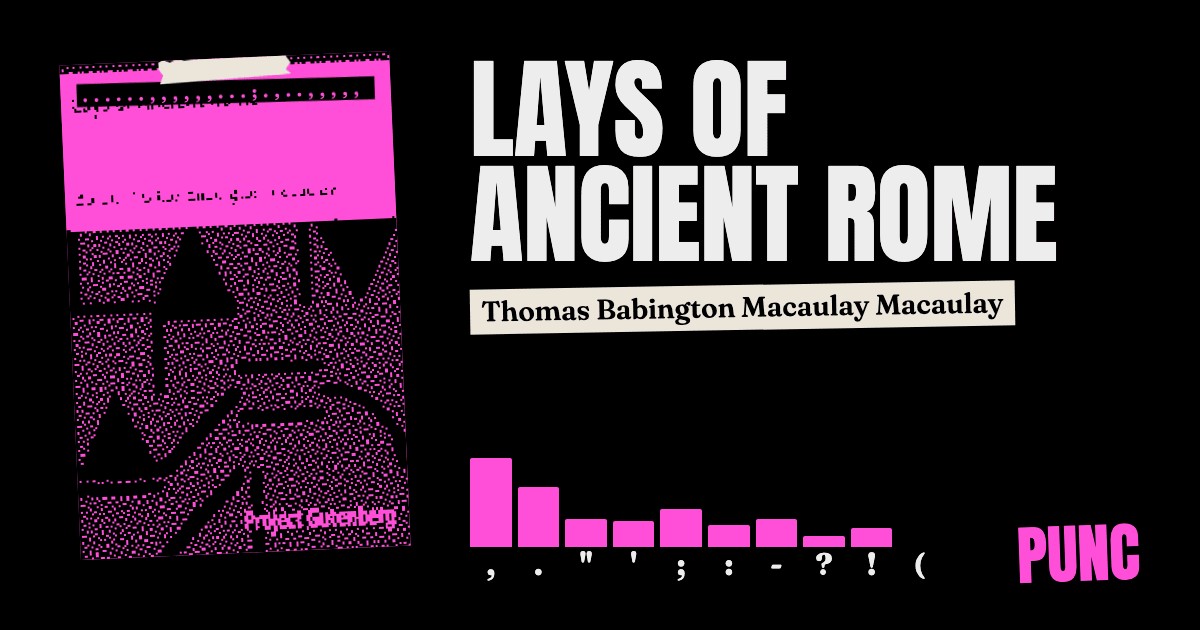 LAYS OF
ANCIENT ROME
Thomas Babington Macaulay Macaulay
Project Gutenberg
, . " ' ; : - ? ! (
PUNC